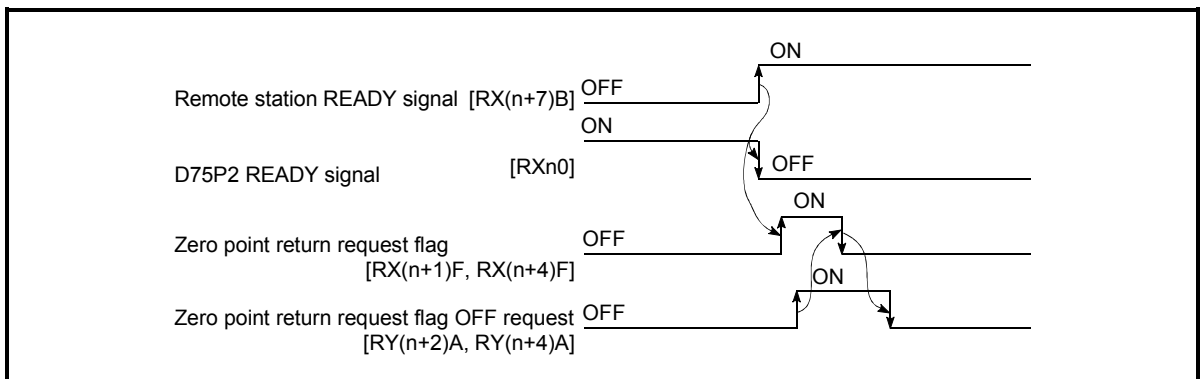 ON
Remote station READY signal [RX(n+7)B] OFF
ON
D75P2 READY signal [RXn0] OFF
ON
Zero point return request flag OFF
[RX(n+1)F, RX(n+4)F]
ON
Zero point return request flag OFF request OFF
[RY(n+2)A, RY(n+4)A]